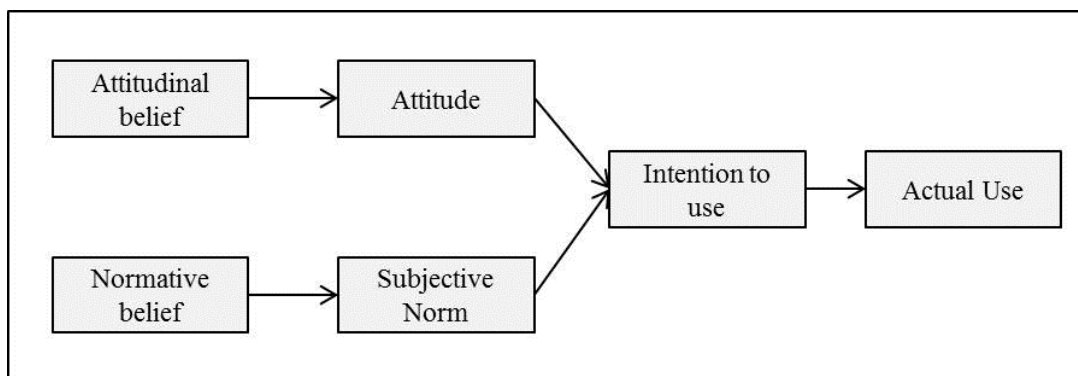 Attitudinal
belief
Attitude
Intention to
use
Actual Use
Normative
belief
Subjective
Norm